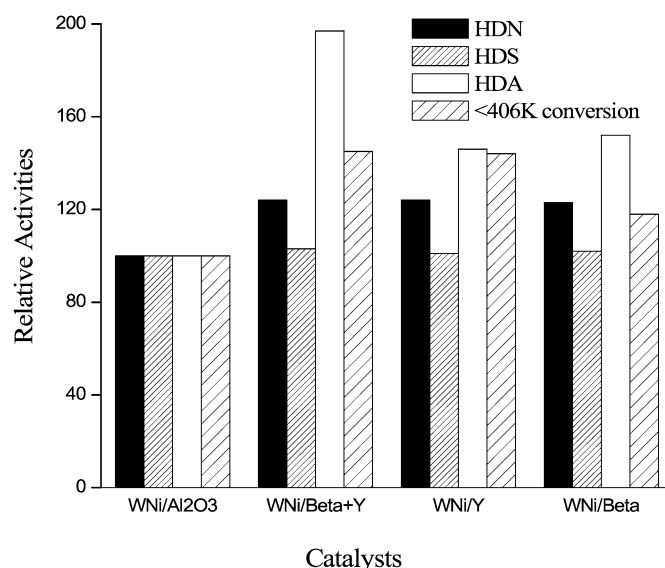 200
160
120
80
40
0
Relative Activities
HDN
HDS
HDA
<406K conversion
WNi/Al2O3 WNi/Beta+Y WNi/Y WNi/Beta
Catalysts